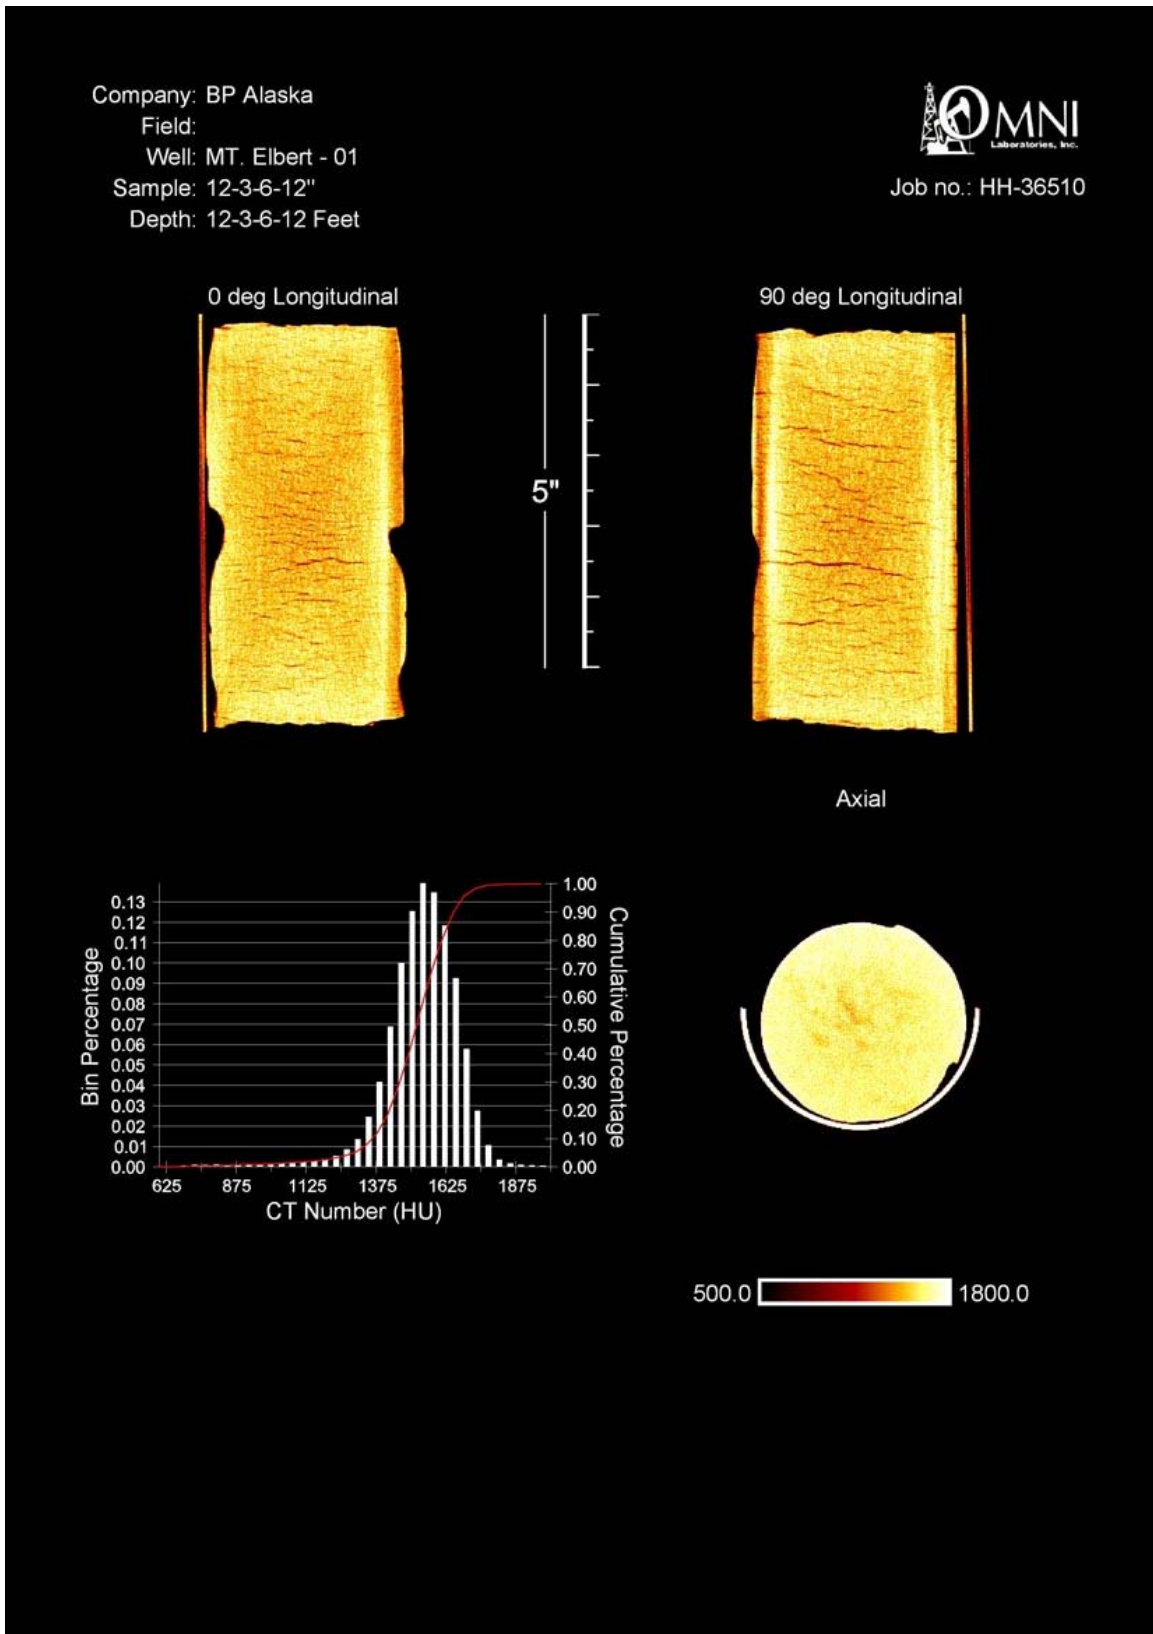 Company: BP Alaska
Field:
Well: MT. Elbert - 01
Sample: 12-3-6-12"
Depth: 12-3-6-12 Feet
OMNI
Laboratories, Inc.
Job no.: HH-36510
0 deg Longitudinal
90 deg Longitudinal
5"
Axial
Bin Percentage
0.13
0.12
0.11
0.10
0.09
0.08
0.07
0.06
0.05
0.04
0.03
0.02
0.01
0.00
1.00
0.90
0.80
0.70
0.60
0.50
0.40
0.30
0.20
0.10
0.00
Cumulative Percentage
625 875 1125 1375 1625 1875
CT Number (HU)
500.0 1800.0